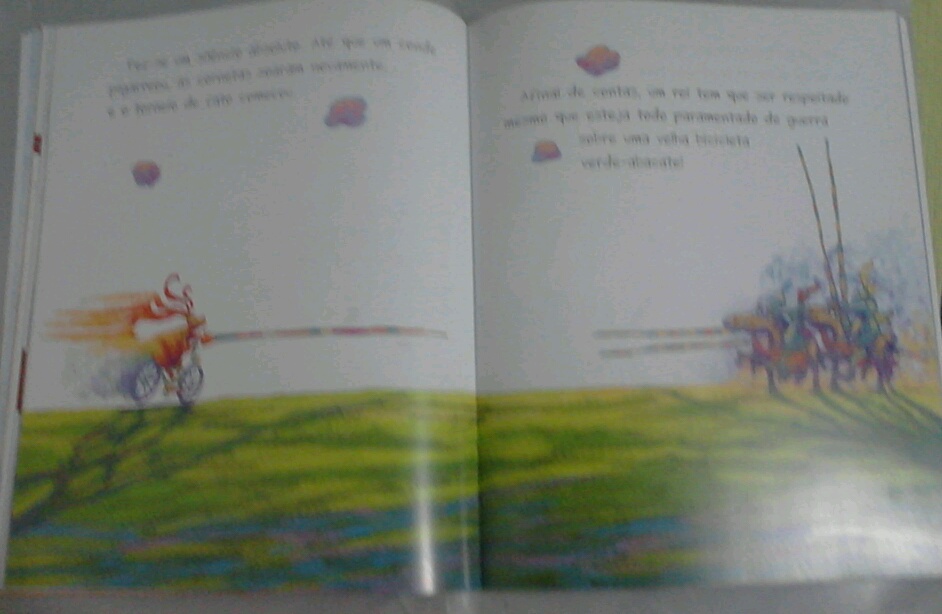 Fez-se um silêncio absoluto. Até que um conde
pigarreou, as cornetas soaram novamente...
e o torneio de fato começou.
Afinal de contas, um rei tem que ser respeitado
mesmo que esteja todo paramentado de guerra
sobre uma velha bicicleta
verde-abacate!